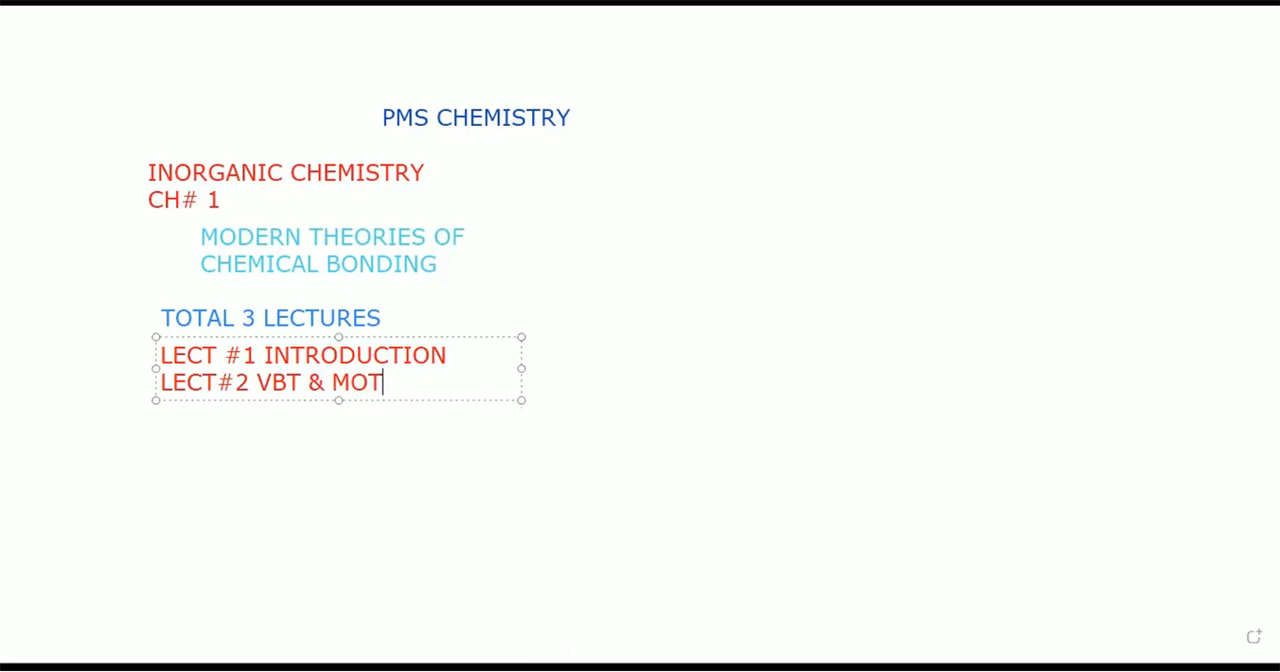 PMS CHEMISTRY
INORGANIC CHEMISTRY
CH# 1
MODERN THEORIES OF
CHEMICAL BONDING
TOTAL 3 LECTURES
LECT #1 INTRODUCTION
LECT#2 VBT & MOT